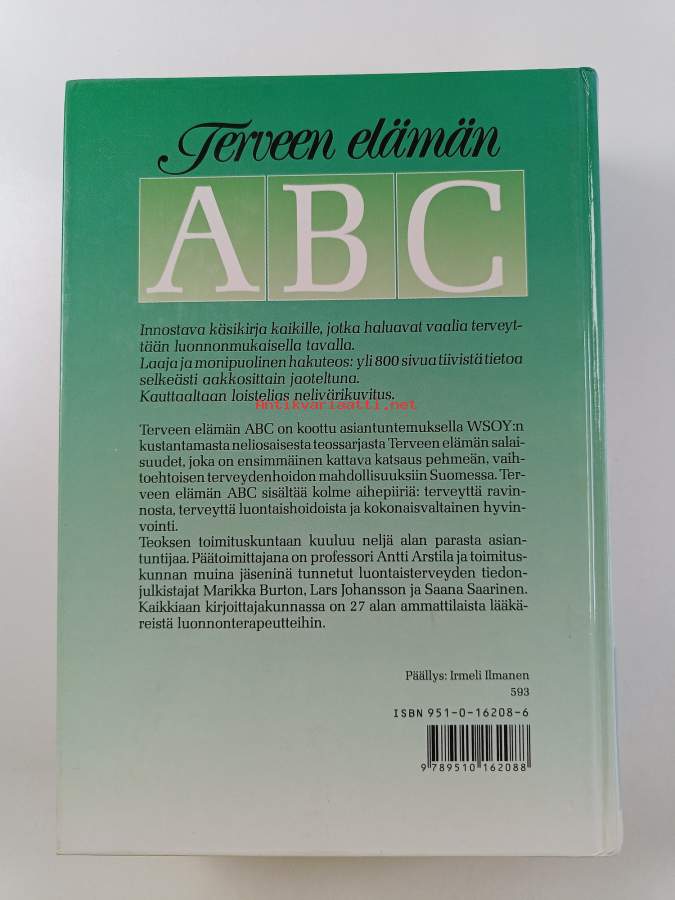 Terveen elämän
A B C
Innostava käsikirja kaikille, jotka haluavat vaalia terveyt-
tään luonnonmukaisella tavalla.
Laaja ja monipuolinen hakuteos: yli 800 sivua tiivistä tietoa
selkeästi aakkosittain jaoteltuna.
Kauttaaltaan loistelias nelivärikuvitus.
Antikvariaatti.net
Terveen elämän ABC on koottu asiantuntemuksella WSOY:n
kustantamasta neliosaisesta teossarjasta Terveen elämän salai-
suudet, joka on ensimmäinen kattava katsaus pehmeän, vaih-
toehtoisen terveydenhoidon mahdollisuuksiin Suomessa. Ter-
veen elämän ABC sisältää kolme aihepiiriä: terveyttä ravin-
nosta, terveyttä luontaishoidoista ja kokonaisvaltainen hyvin-
vointi.
Teoksen toimituskuntaan kuuluu neljä alan parasta asian-
tuntijaa. Päätoimittajana on professori Antti Arstila ja toimitus-
kunnan muina jäseninä tunnetut luontaisterveyden tiedon-
julkistajat Marikka Burton, Lars Johansson ja Saana Saarinen.
Kaikkiaan kirjoittajakunnassa on 27 alan ammattilaista lääkä-
reistä luonnonterapeutteihin.
Päällys: Irmeli Ilmanen
593
ISBN 951-0-16208-6
9 789510 162088